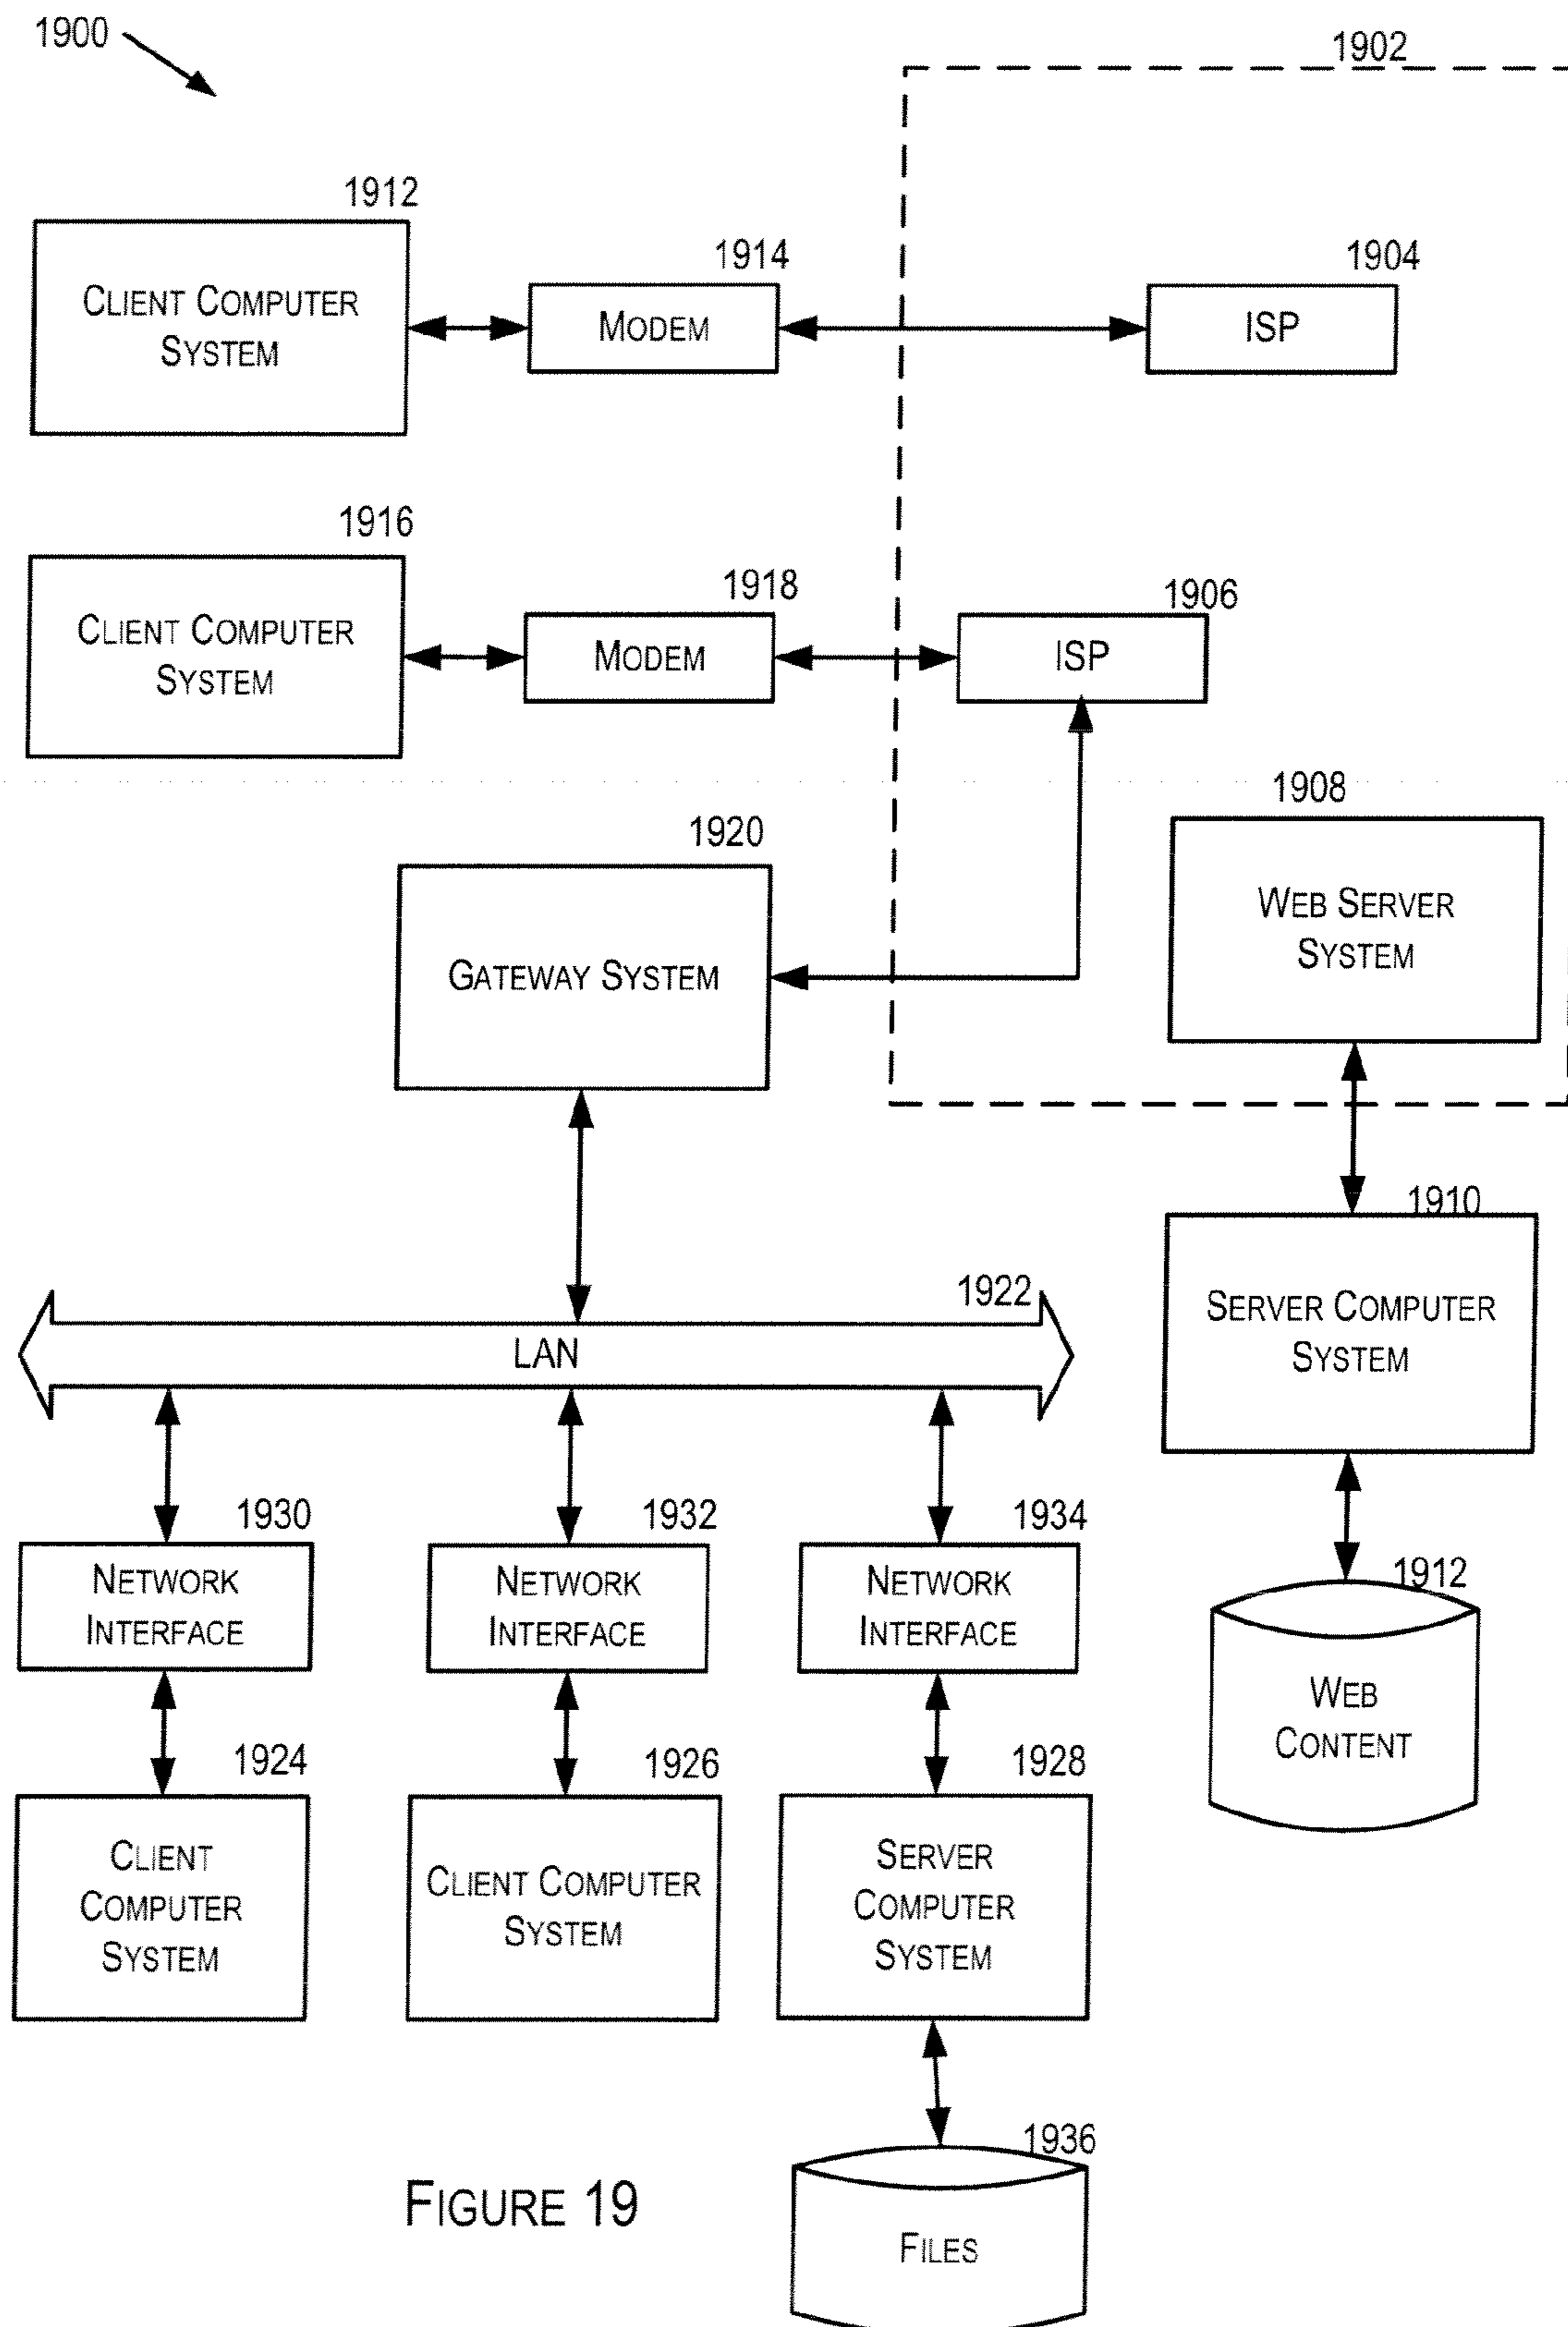 1900
1902
1912
CLIENT COMPUTER
SYSTEM
1914
MODEM
1904
ISP
1916
CLIENT COMPUTER
SYSTEM
1918
MODEM
1906
ISP
1908
WEB SERVER
SYSTEM
1920
GATEWAY SYSTEM
1910
SERVER COMPUTER
SYSTEM
1922
LAN
1930
NETWORK
INTERFACE
1932
NETWORK
INTERFACE
1934
NETWORK
INTERFACE
1912
WEB
CONTENT
1924
CLIENT
COMPUTER
SYSTEM
1926
CLIENT COMPUTER
SYSTEM
1928
SERVER
COMPUTER
SYSTEM
1936
FILES
FIGURE 19